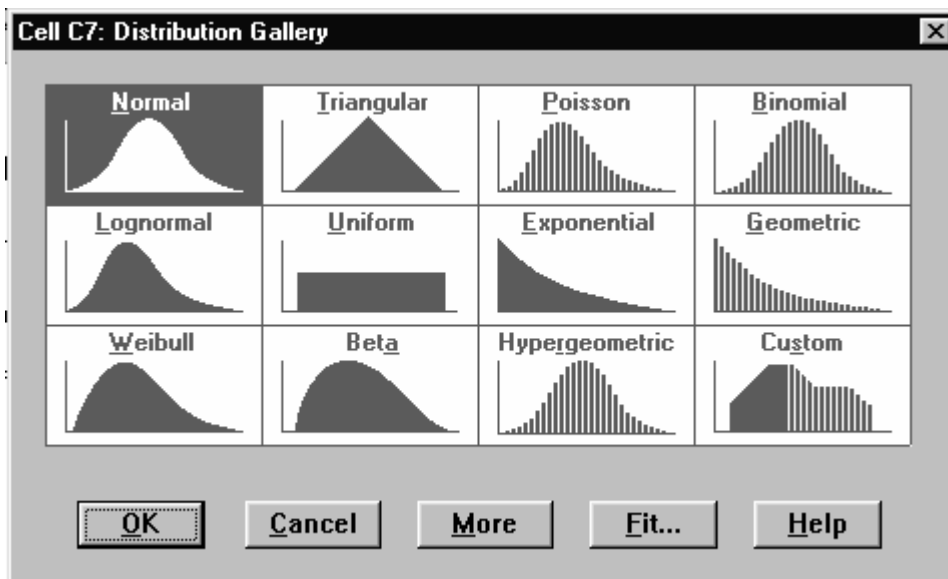 Cell C7: Distribution Gallery
Normal Triangular Poisson Binomial
Lognormal Uniform Exponential Geometric
Weibull Beta Hypergeometric Custom
OK Cancel More Fit... Help